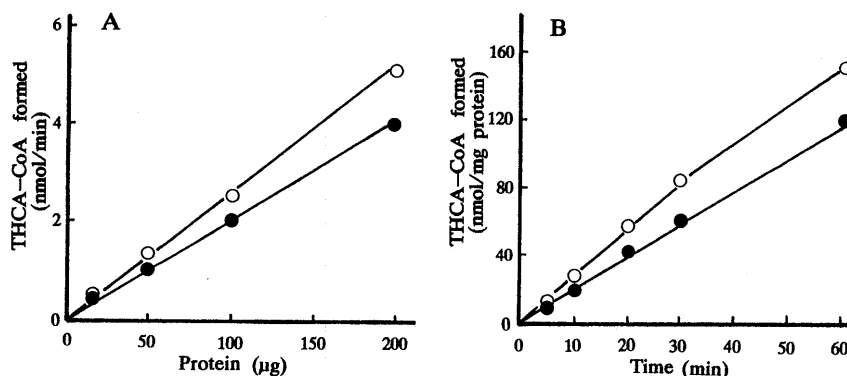 A
THCA–CoA formed
(nmol/min)
6
4
2
0
0 50 100 150 200
Protein (µg)
B
THCA–CoA formed
(nmol/mg protein)
160
120
80
40
0
0 10 20 30 40 50 60
Time (min)